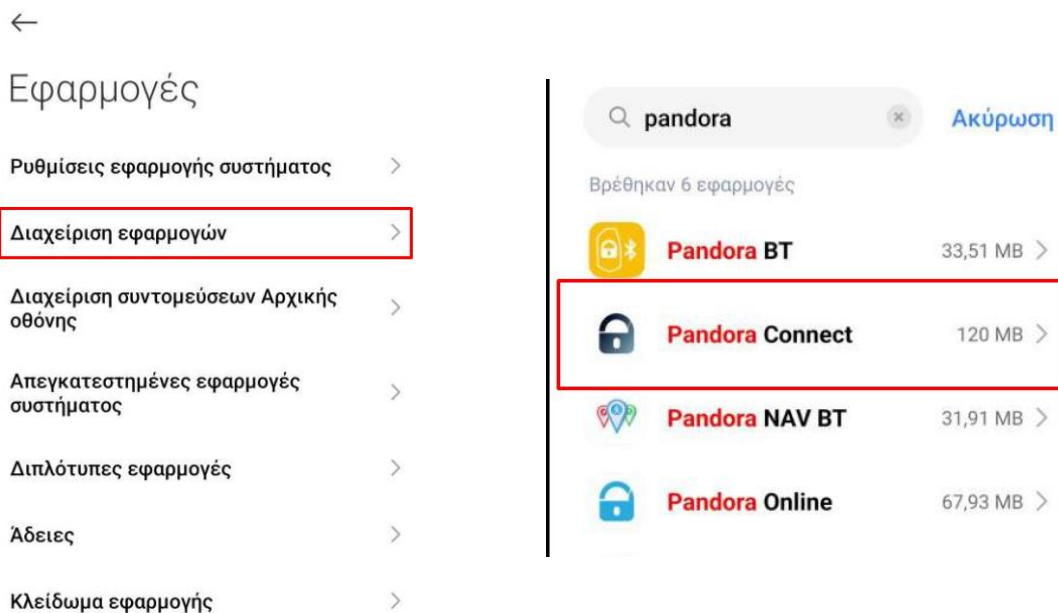 Εφαρμογές
Ρυθμίσεις εφαρμογής συστήματος
Διαχείριση εφαρμογών
Διαχείριση συντομεύσεων Αρχικής
οθόνης
Απεγκατεστημένες εφαρμογές
συστήματος
Διπλότυπες εφαρμογές
Άδειες
Κλείδωμα εφαρμογής
pandora Ακύρωση
Βρέθηκαν 6 εφαρμογές
Pandora BT 33,51 MB
Pandora Connect 120 MB
Pandora NAV BT 31,91 MB
Pandora Online 67,93 MB